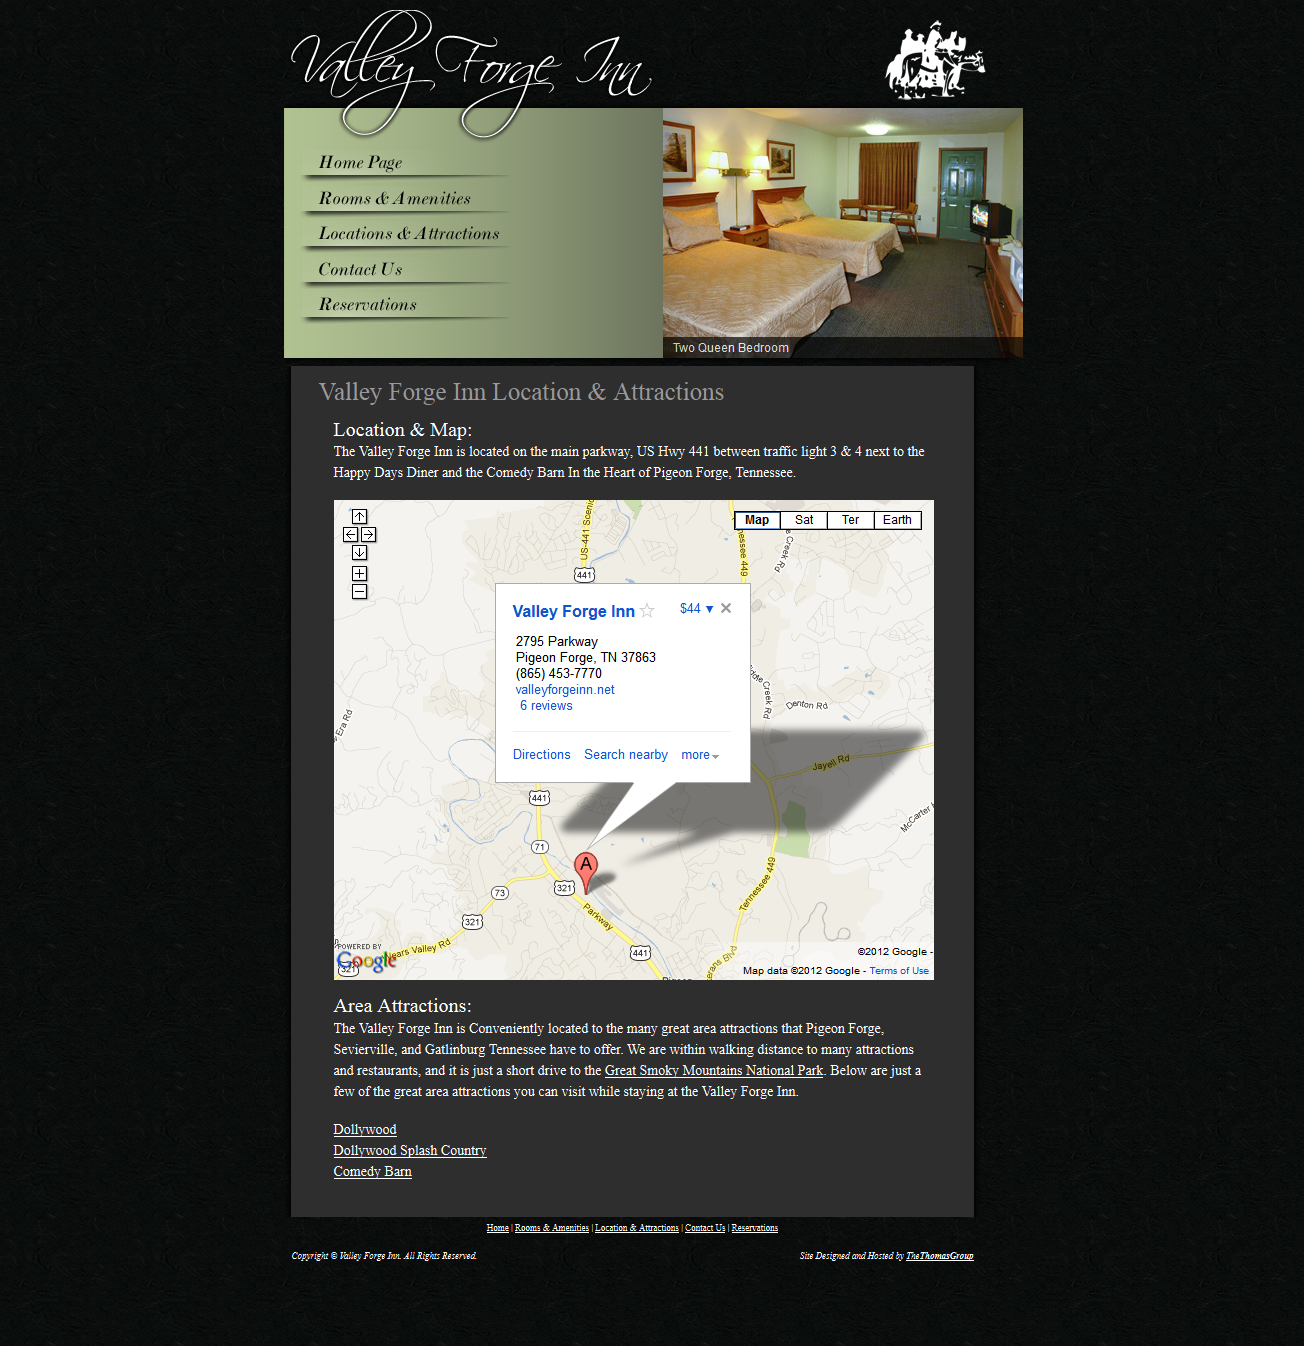 Valley Forge Inn
Home Page
Rooms & Amenities
Locations & Attractions
Contact Us
Reservations
Two Queen Bedroom
Valley Forge Inn Location & Attractions
Location & Map:
The Valley Forge Inn is located on the main parkway, US Hwy 441 between traffic light 3 & 4 next to the
Happy Days Diner and the Comedy Barn In the Heart of Pigeon Forge, Tennessee.
Map Sat Ter Earth
US-441 Scenic
nessee 449
e Creek Rd
441
Valley Forge Inn $44
2795 Parkway
Pigeon Forge, TN 37863
(865) 453-7770
valleyforgeinn.net
6 reviews
Directions Search nearby more
ddle Creek Rd
Denton Rd
Era Rd
Jayell Rd
441
McCarter H
71
A
321
73
Tennessee 449
Parkway
321
Wears Valley Rd
441
erans Blvd
Pigeon
POWERED BY
Google
321
©2012 Google -
Map data ©2012 Google - Terms of Use
Area Attractions:
The Valley Forge Inn is Conveniently located to the many great area attractions that Pigeon Forge,
Sevierville, and Gatlinburg Tennessee have to offer. We are within walking distance to many attractions
and restaurants, and it is just a short drive to the Great Smoky Mountains National Park. Below are just a
few of the great area attractions you can visit while staying at the Valley Forge Inn.
Dollywood
Dollywood Splash Country
Comedy Barn
Home | Rooms & Amenities | Location & Attractions | Contact Us | Reservations
Copyright © Valley Forge Inn. All Rights Reserved. Site Designed and Hosted by TheThomasGroup